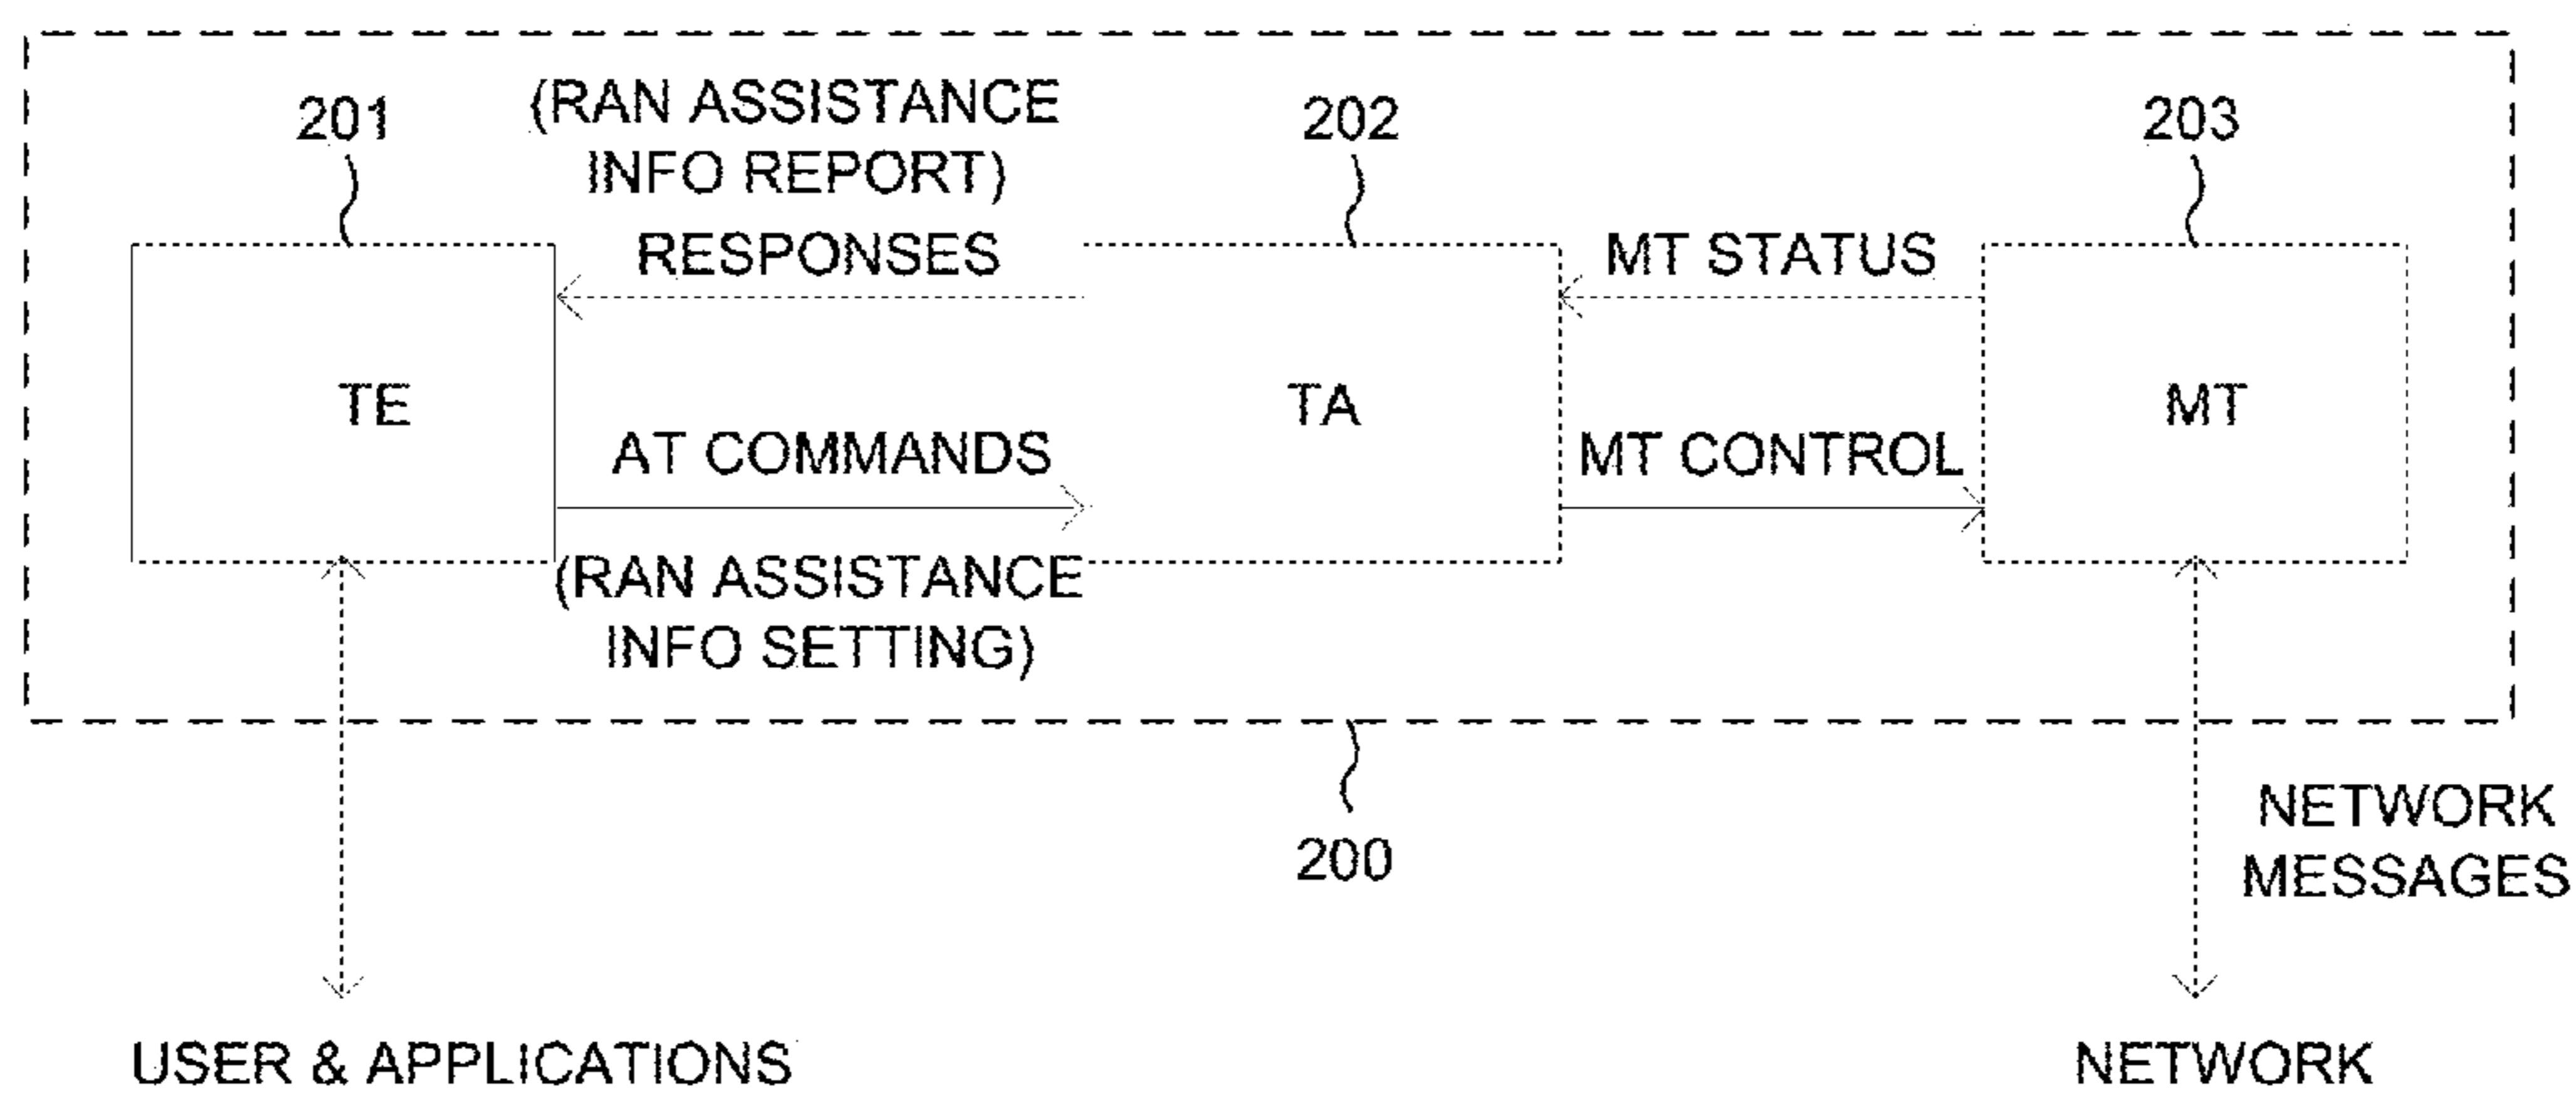 201
(RAN ASSISTANCE
INFO REPORT)
RESPONSES
202
203
MT STATUS
TE
TA
MT
AT COMMANDS
MT CONTROL
(RAN ASSISTANCE
INFO SETTING)
200
NETWORK
MESSAGES
USER & APPLICATIONS
NETWORK